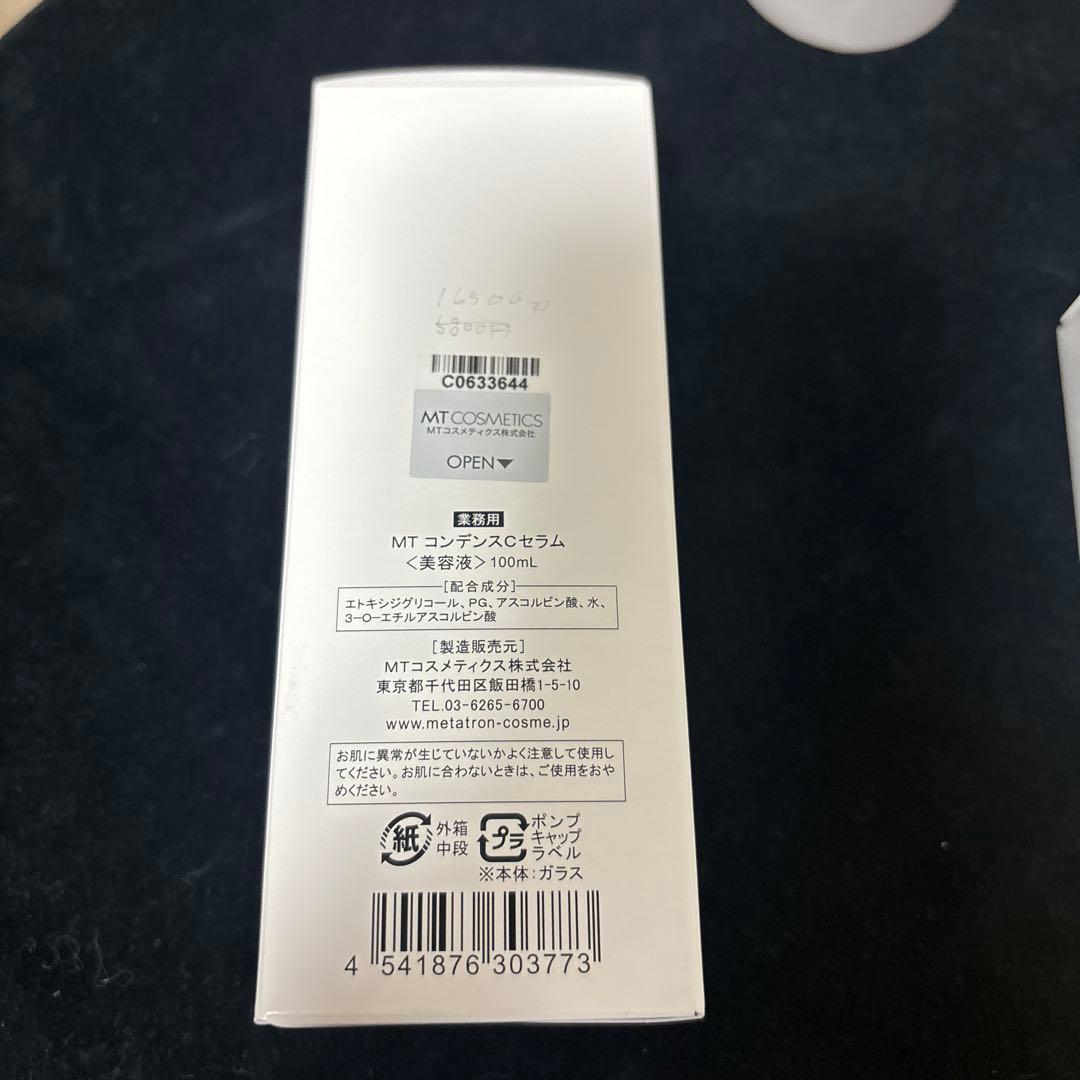 16500
5800円
C0633644
MT COSMETICS
MTコスメティクス株式会社
OPEN▼
業務用
MT コンデンスCセラム
＜美容液＞100mL
［配合成分］
エトキシジグリコール、PG、アスコルビン酸、水、
3-O-エチルアスコルビン酸
［製造販売元］
MTコスメティクス株式会社
東京都千代田区飯田橋1-5-10
TEL.03-6265-6700
www.metatron-cosme.jp
お肌に異常が生じていないかよく注意して使用し
てください。お肌に合わないときは、ご使用をおや
めください。
紙 外箱
中段
プラ ポンプ
キャップ
ラベル
※本体：ガラス
4 541876 303773